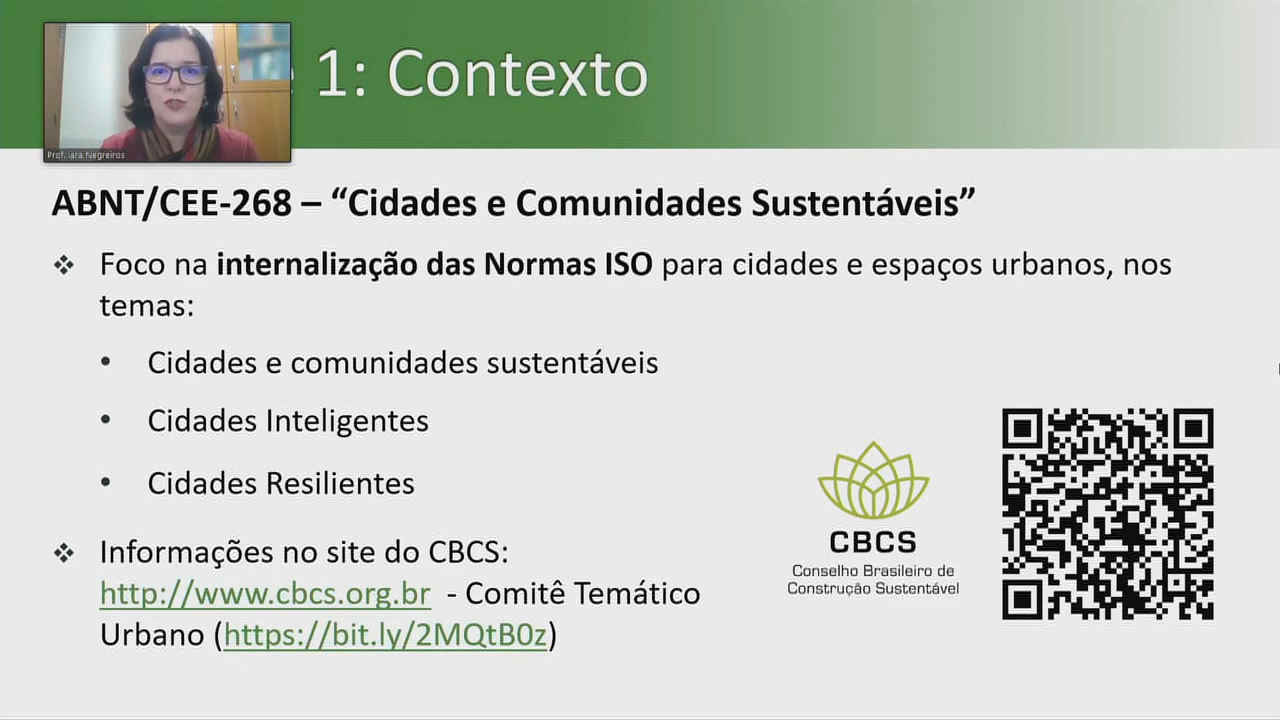 1: Contexto
Prof. Iara Negreiros
ABNT/CEE-268 – “Cidades e Comunidades Sustentáveis”
❖ Foco na internalização das Normas ISO para cidades e espaços urbanos, nos
temas:
• Cidades e comunidades sustentáveis
• Cidades Inteligentes
• Cidades Resilientes
❖ Informações no site do CBCS:
http://www.cbcs.org.br - Comitê Temático
Urbano (https://bit.ly/2MQtB0z)
CBCS
Conselho Brasileiro de
Construção Sustentável